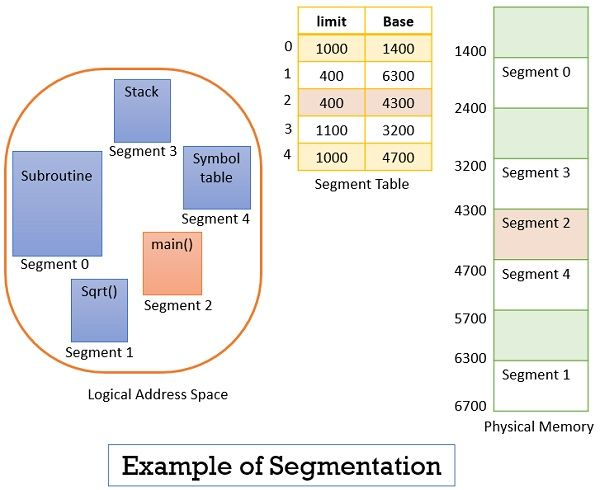 limit Base
0 1000 1400
1 400 6300
2 400 4300
3 1100 3200
4 1000 4700
Segment Table
Stack
Segment 3
Subroutine
Segment 0
Symbol
table
Segment 4
main()
Segment 2
Sqrt()
Segment 1
Logical Address Space
1400
Segment 0
2400
3200
Segment 3
4300
Segment 2
4700
Segment 4
5700
6300
Segment 1
6700
Physical Memory
Example of Segmentation